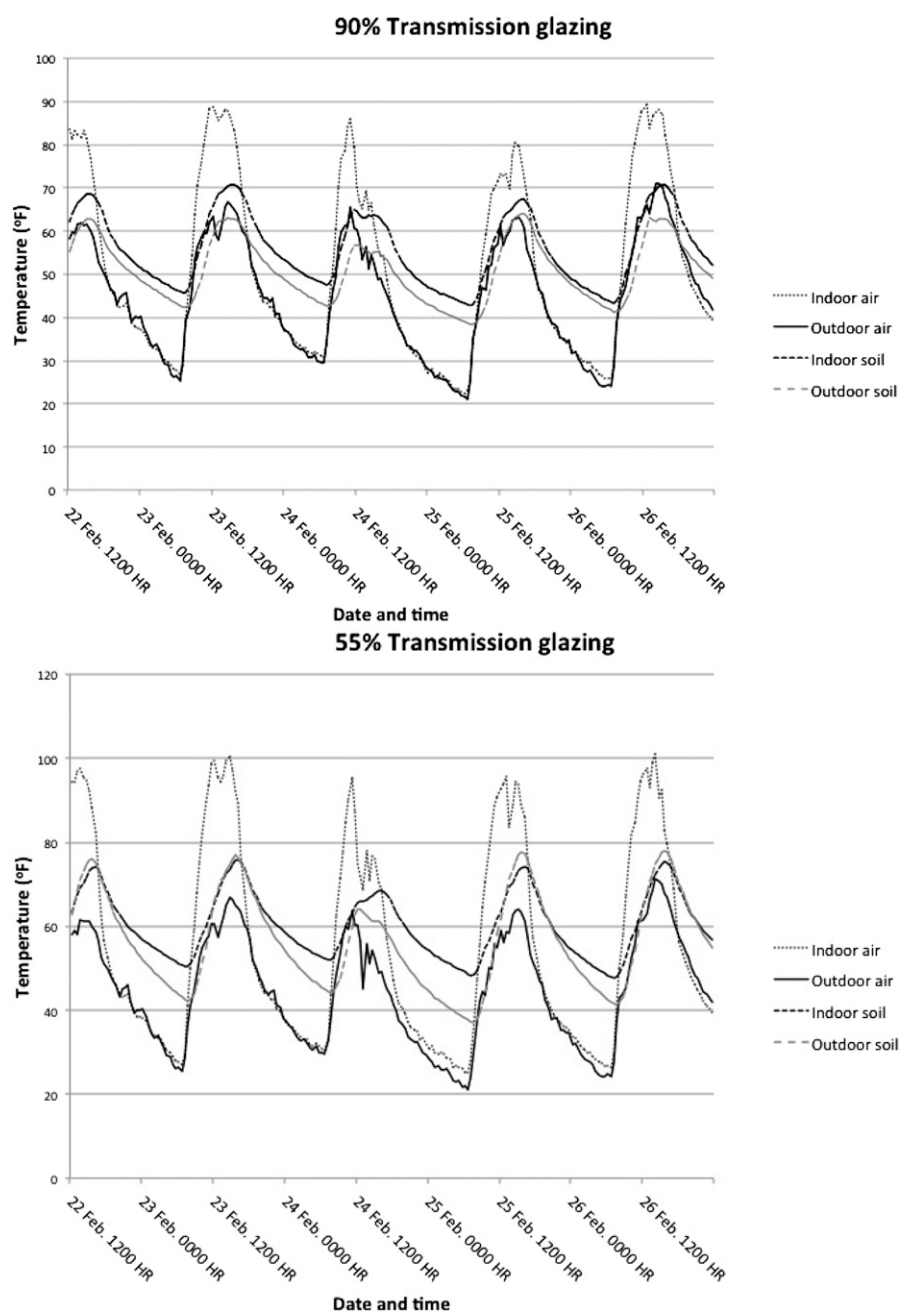 90% Transmission glazing
Temperature (ºF)
100
90
80
70
60
50
40
30
20
10
0
22 Feb. 1200 HR
23 Feb. 0000 HR
23 Feb. 1200 HR
24 Feb. 0000 HR
24 Feb. 1200 HR
25 Feb. 0000 HR
25 Feb. 1200 HR
26 Feb. 0000 HR
26 Feb. 1200 HR
Date and time
Indoor air
Outdoor air
Indoor soil
Outdoor soil
55% Transmission glazing
Temperature (ºF)
120
100
80
60
40
20
0
22 Feb. 1200 HR
23 Feb. 0000 HR
23 Feb. 1200 HR
24 Feb. 0000 HR
24 Feb. 1200 HR
25 Feb. 0000 HR
25 Feb. 1200 HR
26 Feb. 0000 HR
26 Feb. 1200 HR
Date and time
Indoor air
Outdoor air
Indoor soil
Outdoor soil